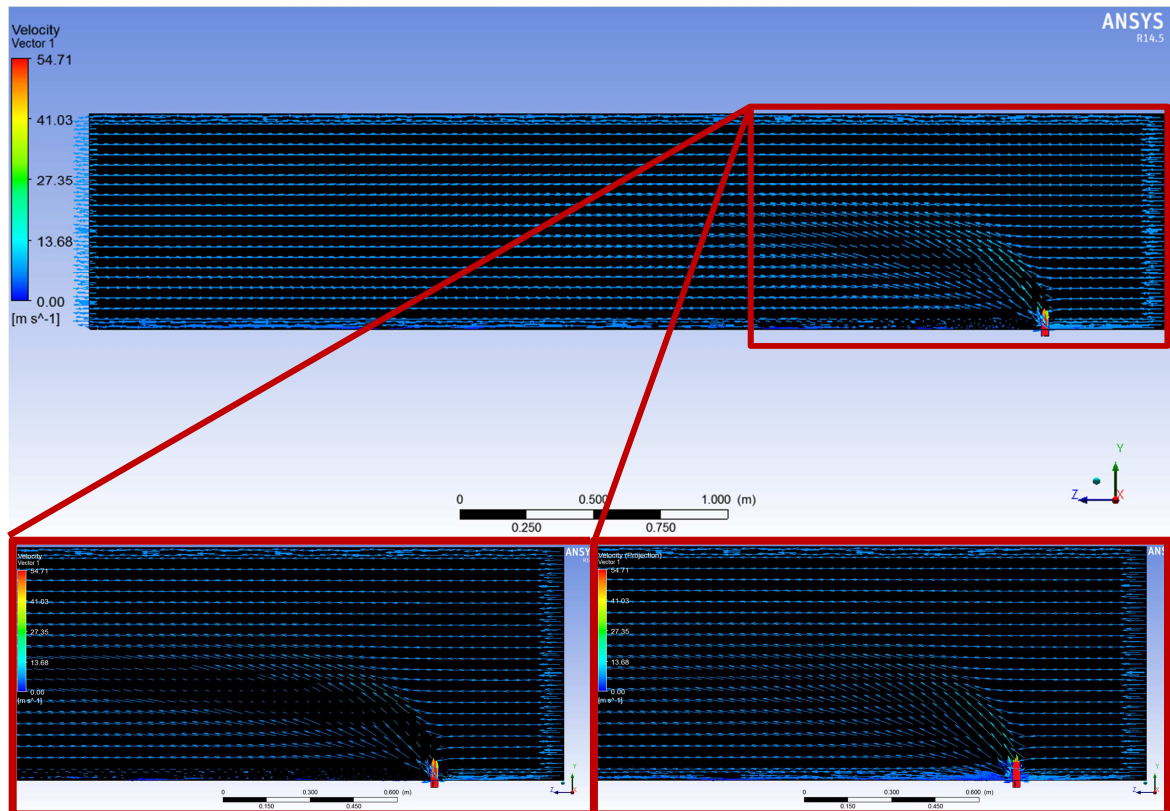 Velocity
Vector 1
54.71
41.03
27.35
13.68
0.00
[m s^-1]
ANSYS
R14.5
Y
Z
X
0
0.500
1.000 (m)
0.250
0.750
Velocity
Vector 1
54.71
41.03
27.35
13.68
0.00
[m s^-1]
ANS
0
0.300
0.600 (m)
0.150
0.450
Y
Z
X
Velocity (Projection)
Vector 1
54.71
41.03
27.35
13.68
0.00
[m s^-1]
ANS
0
0.300
0.600 (m)
0.150
0.450
Y
Z
X